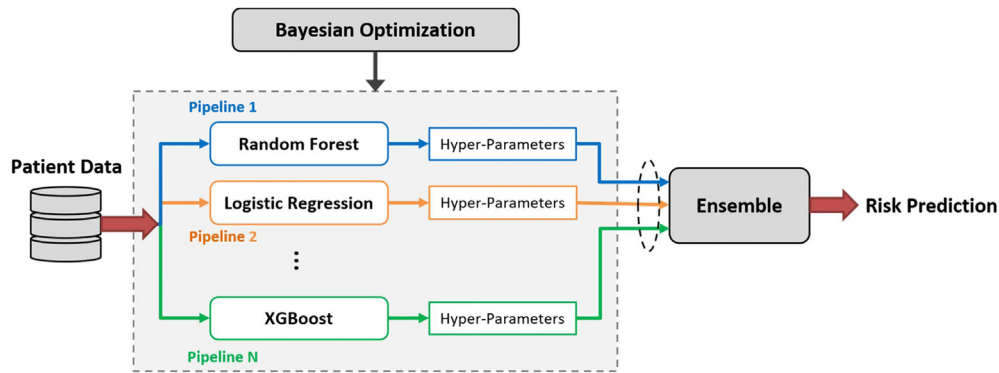 Bayesian Optimization
Pipeline 1
Random Forest
Hyper-Parameters
Patient Data
Logistic Regression
Hyper-Parameters
Pipeline 2
Ensemble
Risk Prediction
XGBoost
Hyper-Parameters
Pipeline N